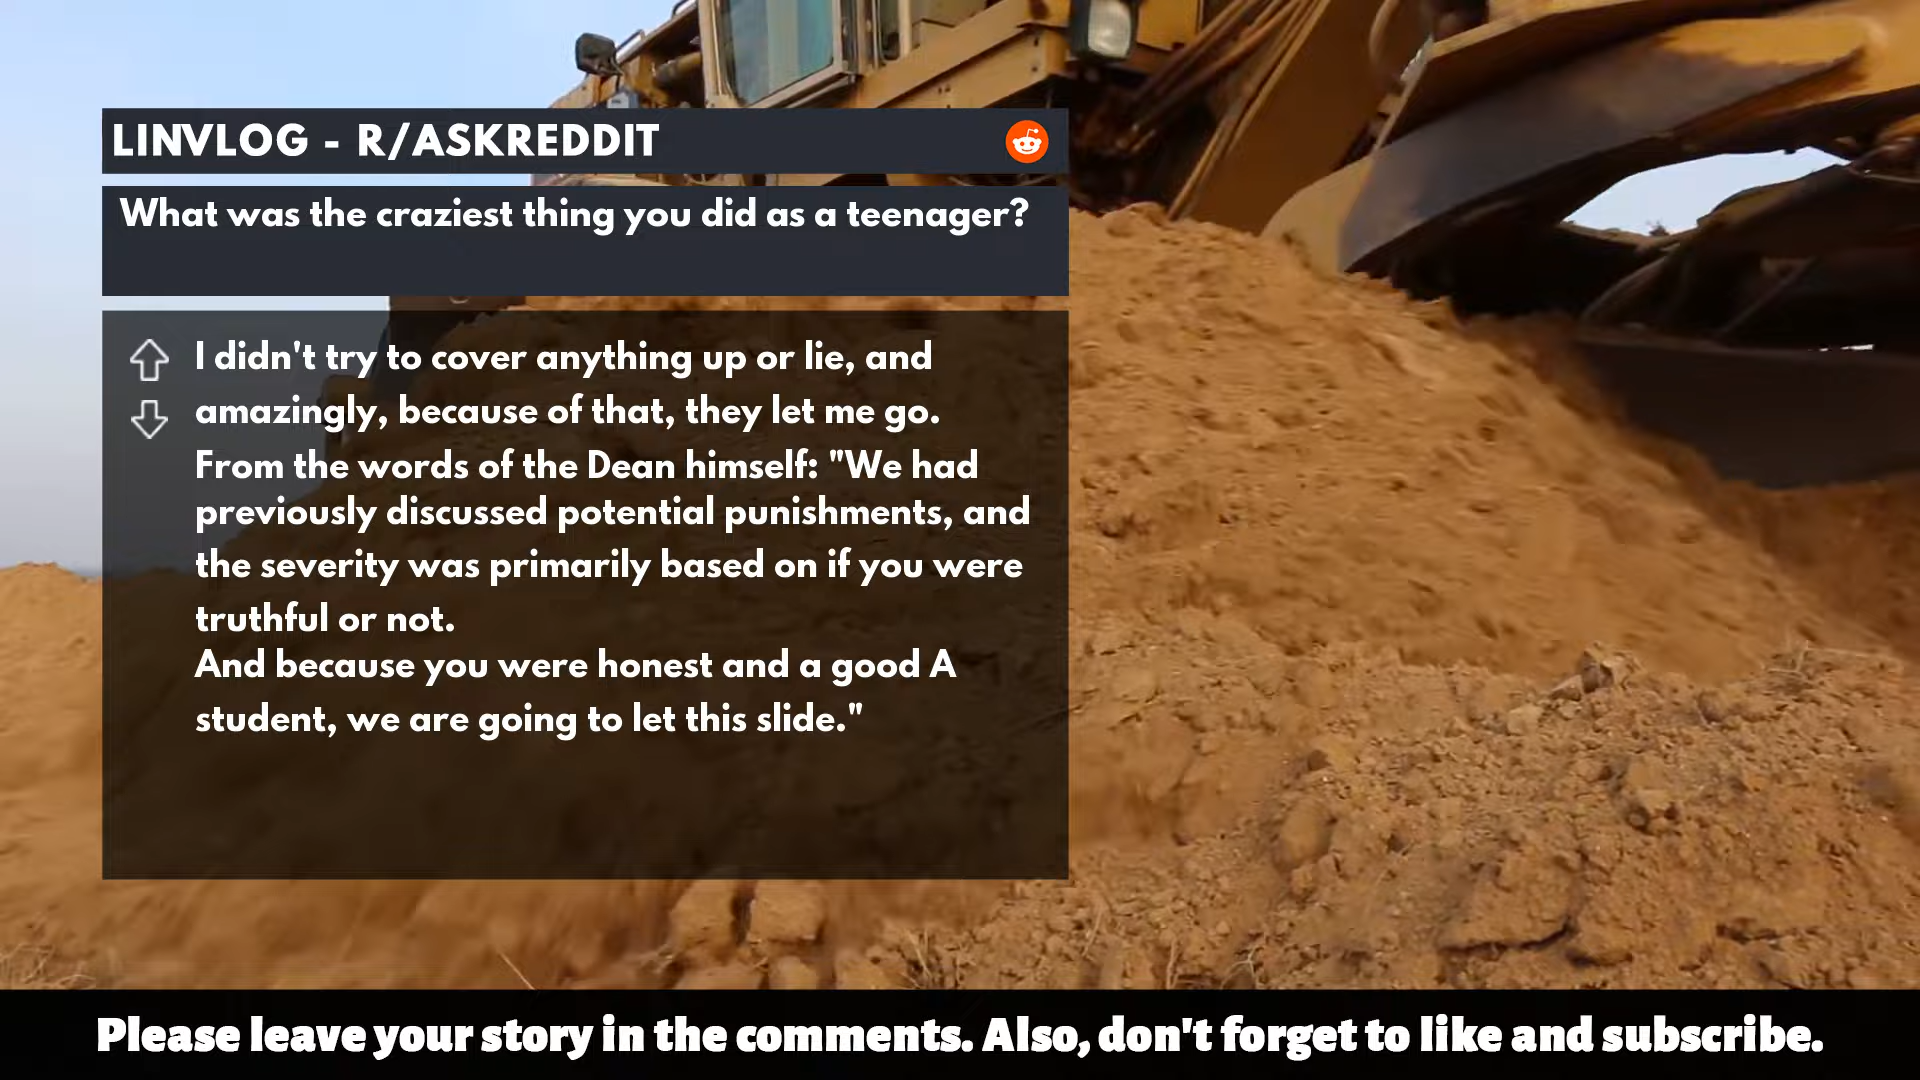 LINVLOG - R/ASKREDDIT
What was the craziest thing you did as a teenager?
I didn't try to cover anything up or lie, and
amazingly, because of that, they let me go.
From the words of the Dean himself: "We had
previously discussed potential punishments, and
the severity was primarily based on if you were
truthful or not.
And because you were honest and a good A
student, we are going to let this slide."
Please leave your story in the comments. Also, don't forget to like and subscribe.